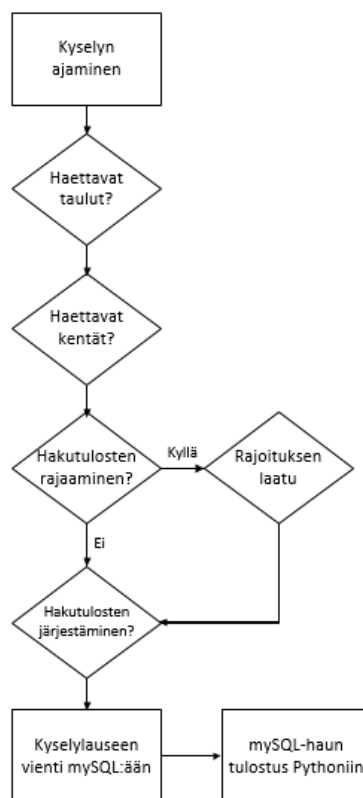 Kyselyn
ajaminen
Haettavat
taulut?
Haettavat
kentät?
Hakutulosten
rajaaminen?
Kyllä
Rajoituksen
laatu
Ei
Hakutulosten
järjestäminen?
Kyselylauseen
vienti mySQL:ään
mySQL-haun
tulostus Pythoniin